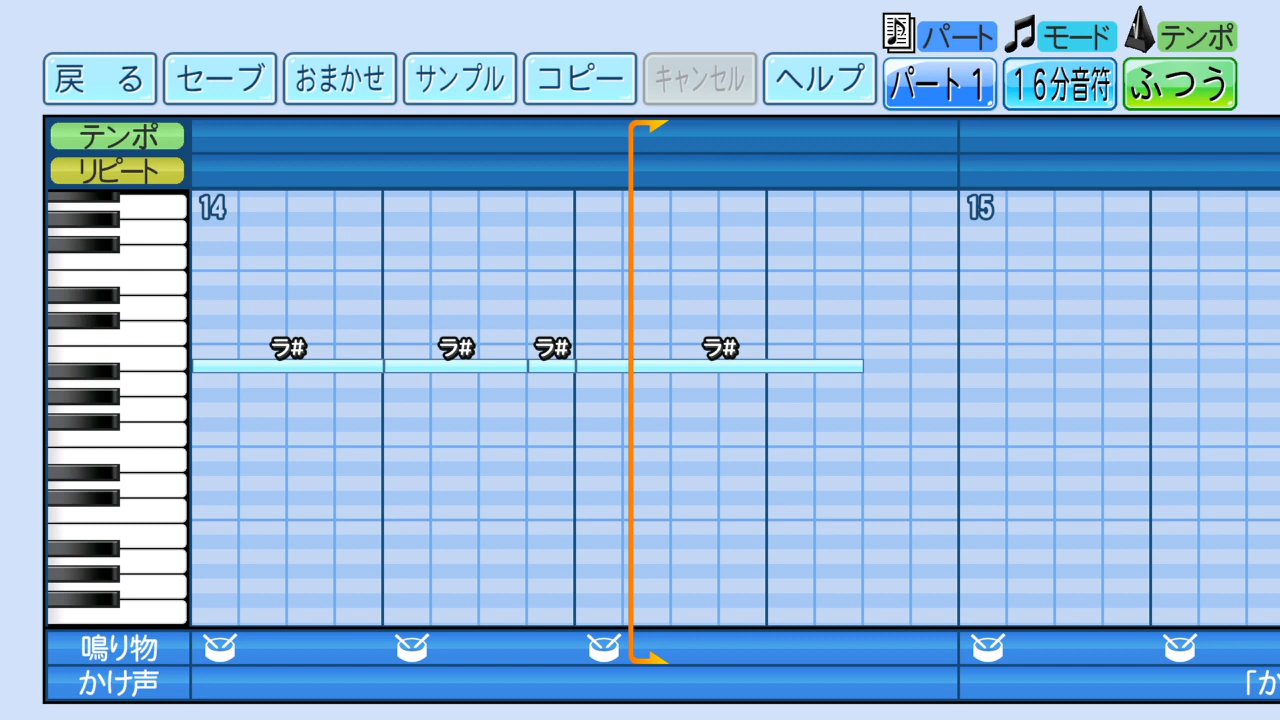 パート モード テンポ
戻る セーブ おまかせ サンプル コピー キャンセル ヘルプ パート1 16分音符 ふつう
テンポ
リピート
14 15
ラ# ラ# ラ# ラ#
鳴り物
かけ声 「か